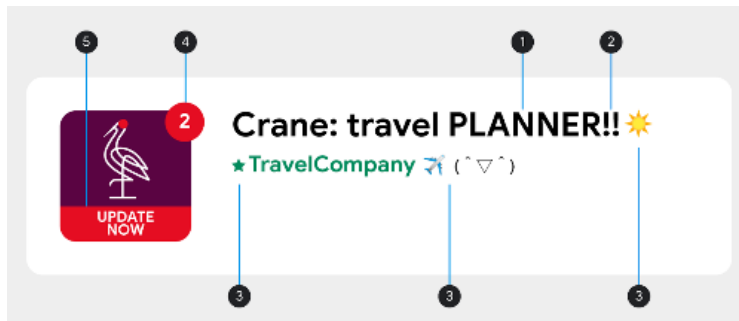 5 4 1 2
2
Crane: travel PLANNER!!☀️
★TravelCompany ✈️ (ˆ▽ˆ)
UPDATE
NOW
3 3 3